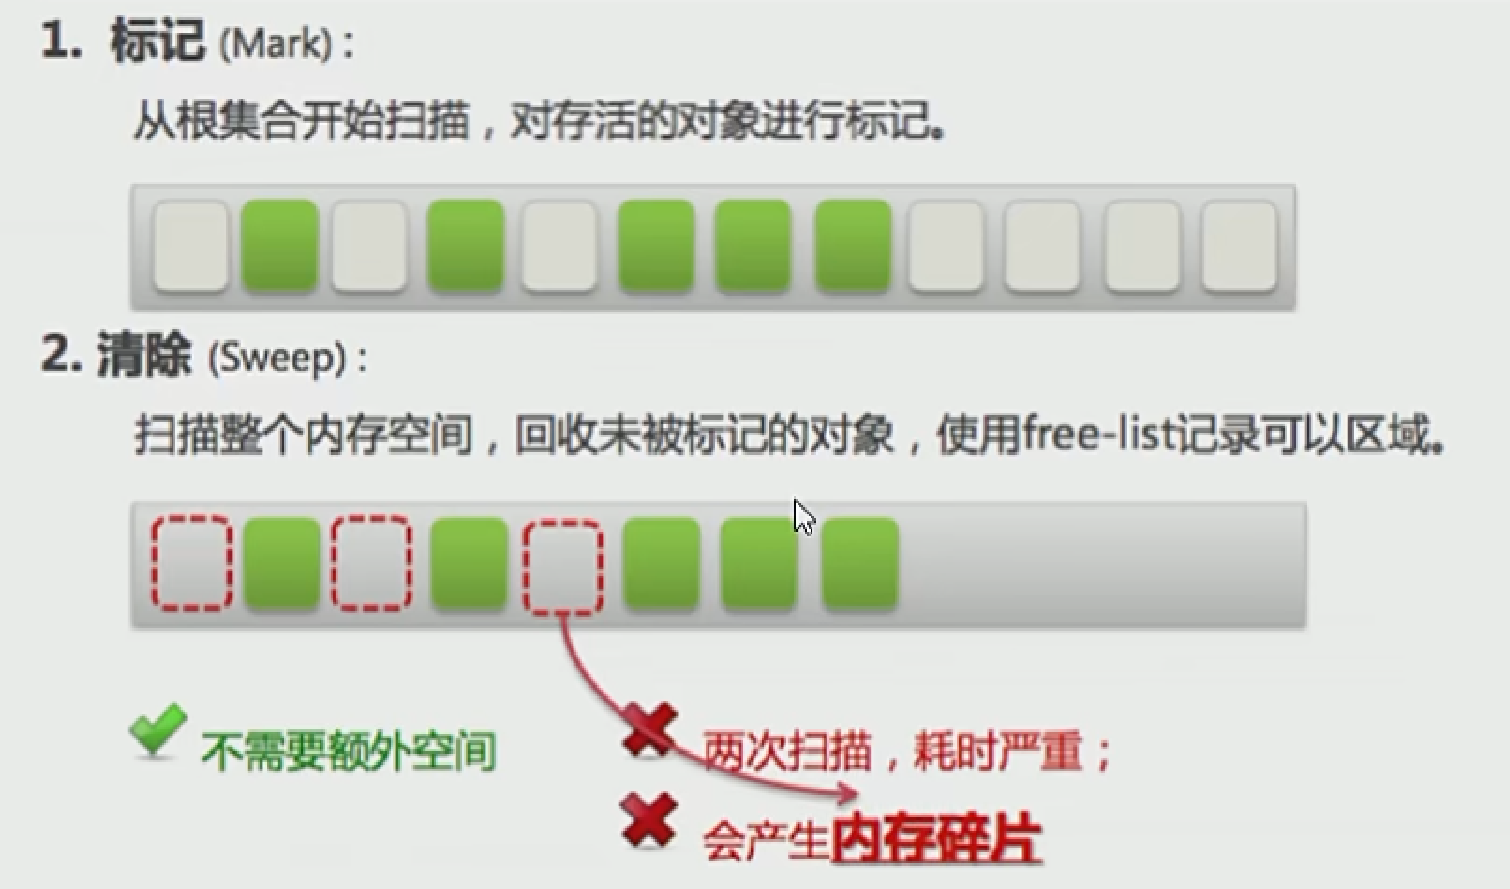 1. 标记 (Mark)：
从根集合开始扫描，对存活的对象进行标记。
2. 清除 (Sweep)：
扫描整个内存空间，回收未被标记的对象，使用free-list记录可以区域。
不需要额外空间
两次扫描，耗时严重；
会产生内存碎片